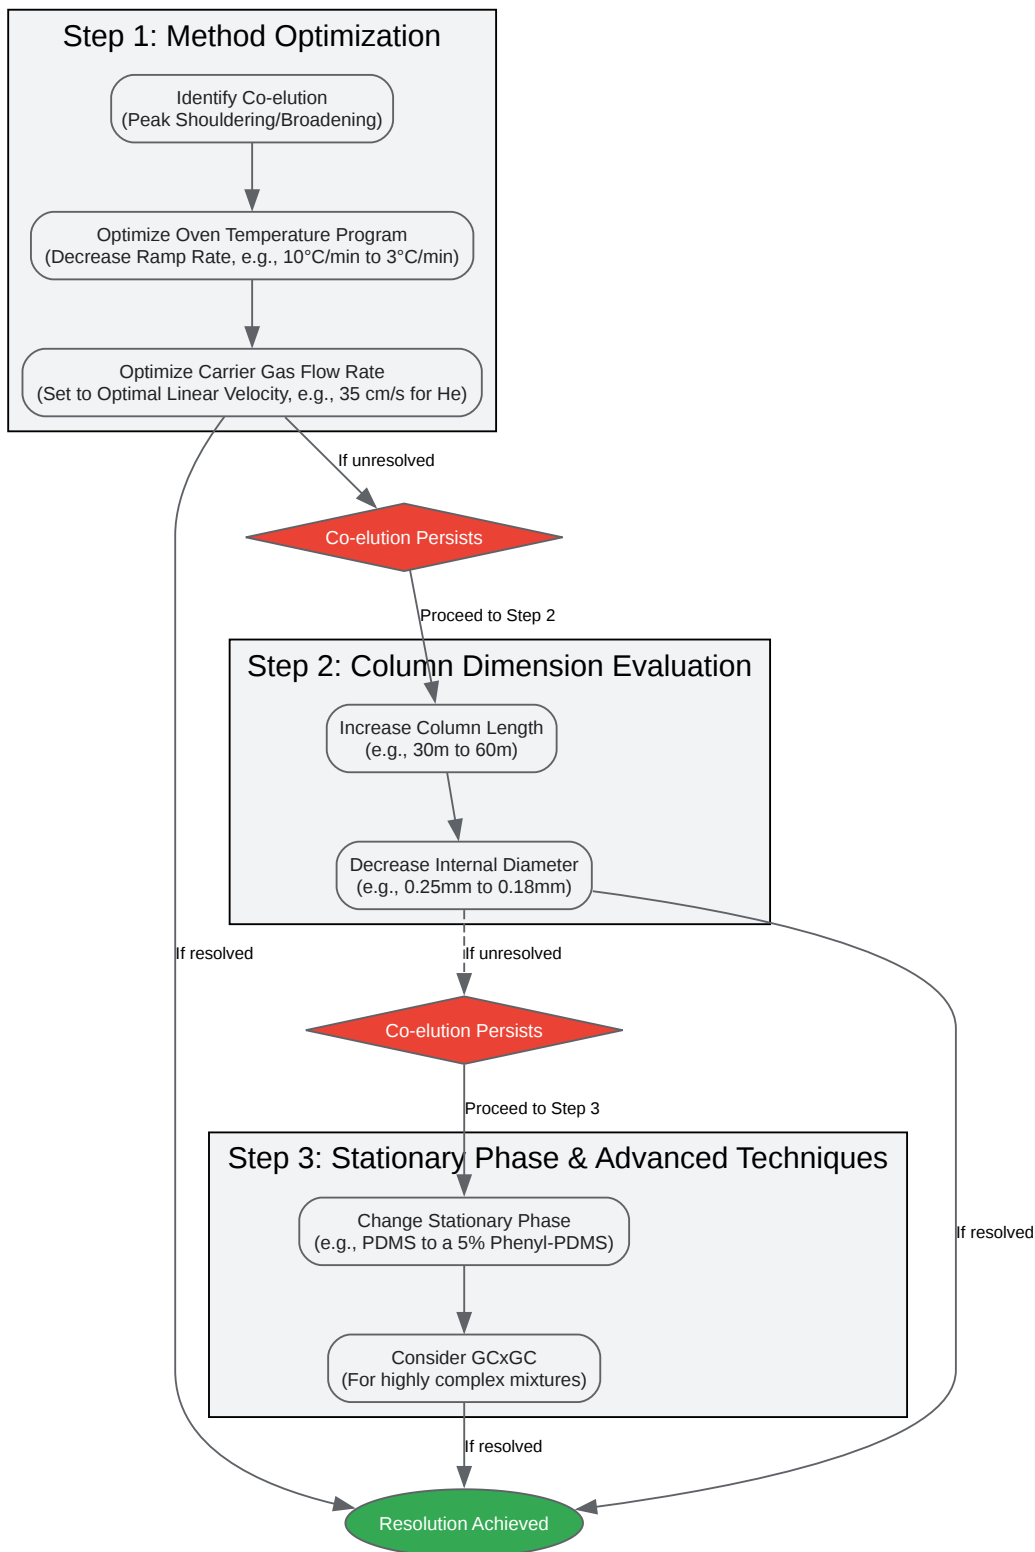 Step 1: Method Optimization
Identify Co-elution
(Peak Shouldering/Broadening)
Optimize Oven Temperature Program
(Decrease Ramp Rate, e.g., 10°C/min to 3°C/min)
Optimize Carrier Gas Flow Rate
(Set to Optimal Linear Velocity, e.g., 35 cm/s for He)
If unresolved
Co-elution Persists
Proceed to Step 2
Step 2: Column Dimension Evaluation
Increase Column Length
(e.g., 30m to 60m)
Decrease Internal Diameter
(e.g., 0.25mm to 0.18mm)
If resolved
If unresolved
Co-elution Persists
Proceed to Step 3
Step 3: Stationary Phase & Advanced Techniques
Change Stationary Phase
(e.g., PDMS to a 5% Phenyl-PDMS)
If resolved
Consider GCxGC
(For highly complex mixtures)
If resolved
Resolution Achieved